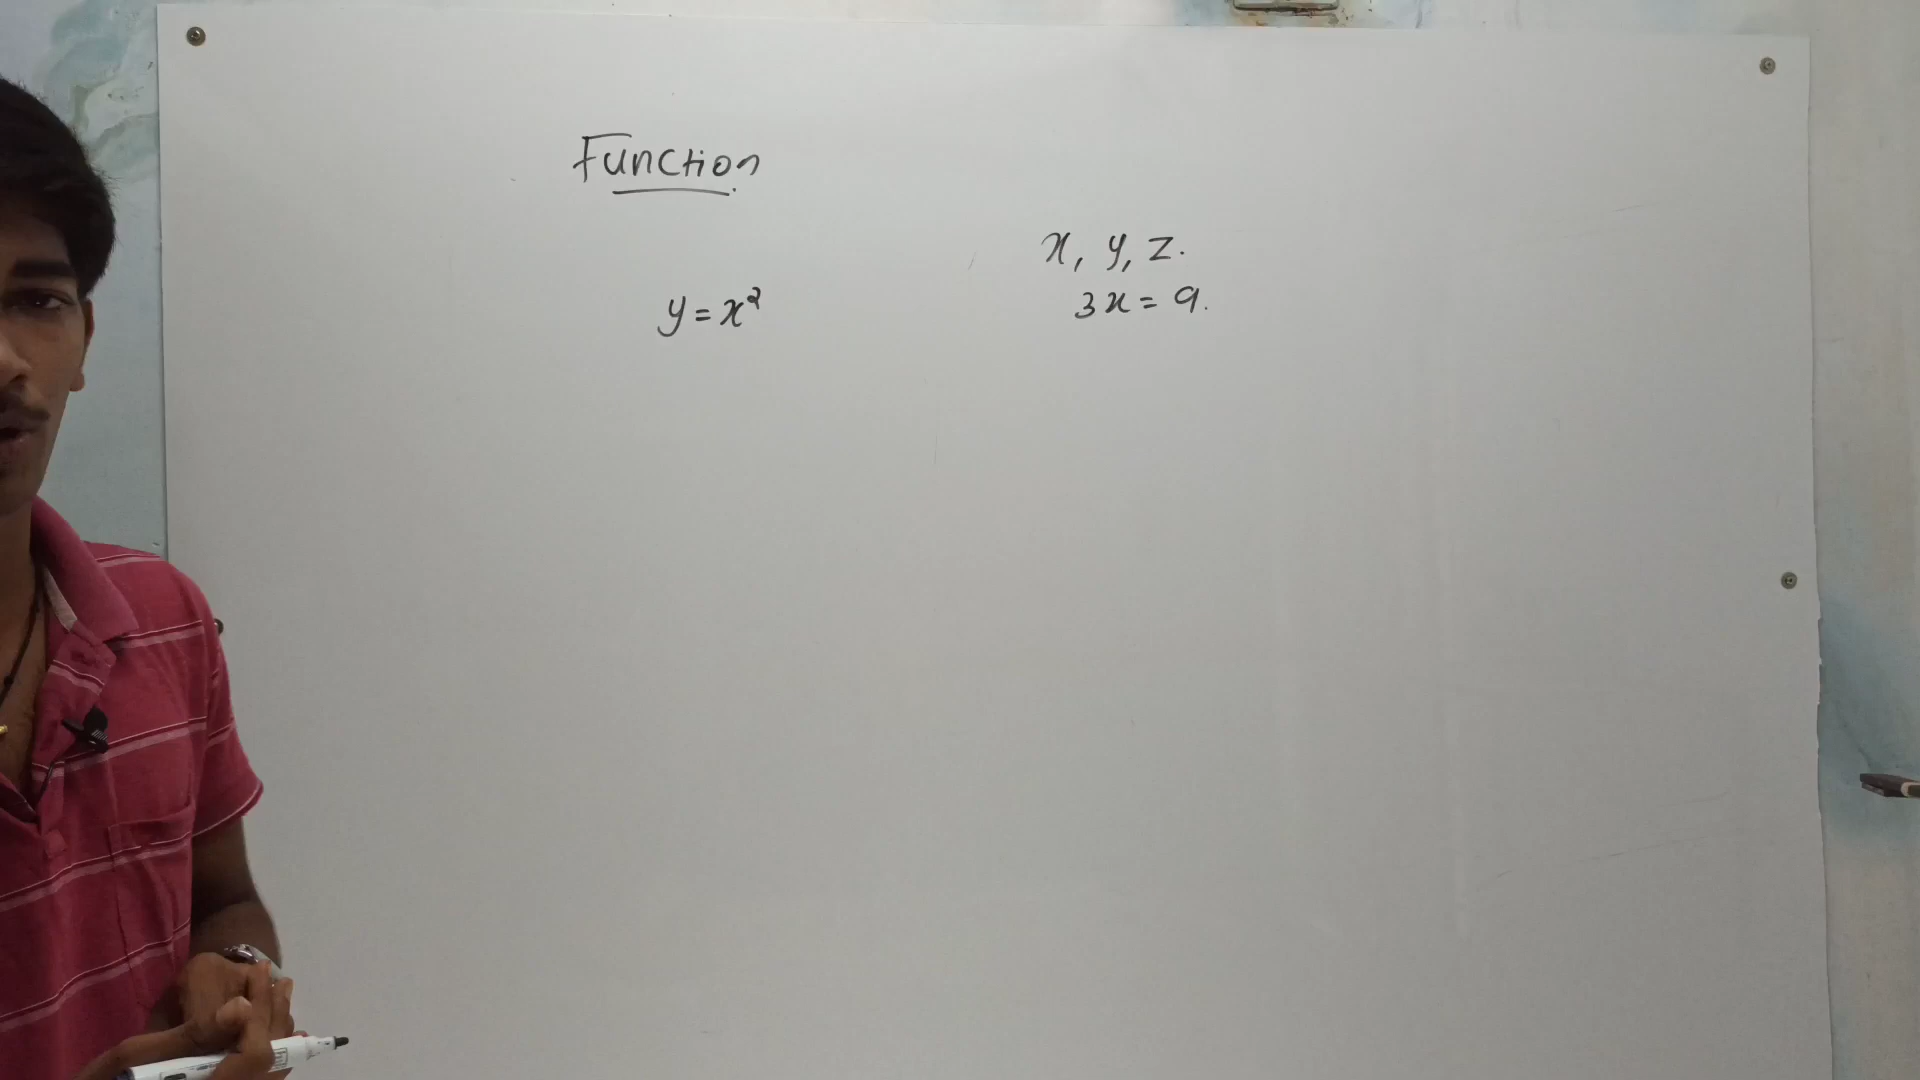 Function
x, y, z.
y = x²
3x = 9.